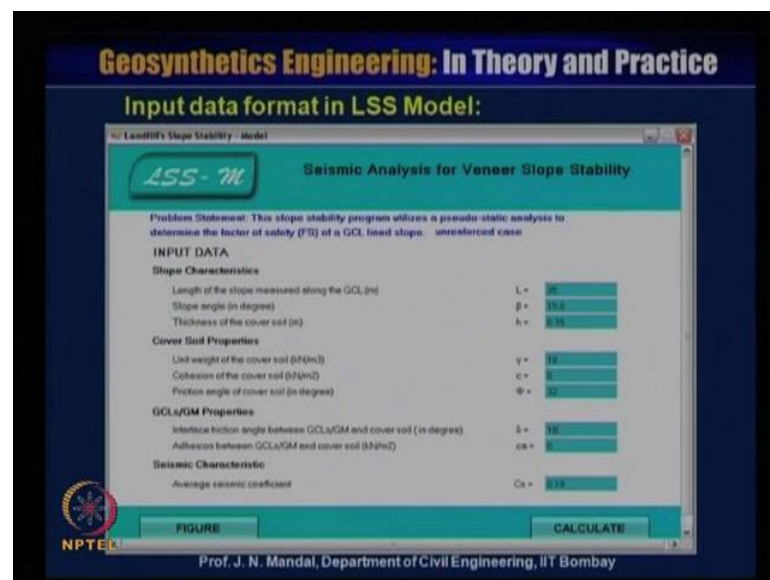 Geosynthetics Engineering: In Theory and Practice
Input data format in LSS Model:
Landfill's Slope Stability - Model
LSS-M
Seismic Analysis for Veneer Slope Stability
Problem Statement: This slope stability program utilizes a pseudo-static analysis to
determine the factor of safety (FS) of a GCL lined slope. unreinforced case
INPUT DATA
Slope Characteristics
Length of the slope measured along the GCL (m) L =
Slope angle (in degree) β = 15.0
Thickness of the cover soil (m) h =
Cover Soil Properties
Unit weight of the cover soil (kN/m3) γ = 18
Cohesion of the cover soil (kN/m2) c = 0
Friction angle of cover soil (in degree) Φ = 32
GCLs/GM Properties
Interface friction angle between GCLs/GM and cover soil (in degree) δ =
Adhesion between GCLs/GM and cover soil (kN/m2) ca = 0
Seismic Characteristic
Average seismic coefficient Cs = 0.10
FIGURE CALCULATE
NPTEL
Prof. J. N. Mandal, Department of Civil Engineering, IIT Bombay